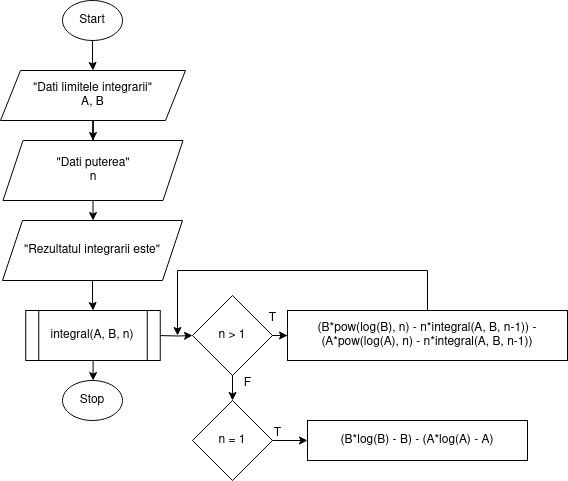 Start
"Dati limitele integrarii"
A, B
"Dati puterea"
n
"Rezultatul integrarii este"
integral(A, B, n)
Stop
n > 1
T
(B*pow(log(B), n) - n*integral(A, B, n-1)) -
(A*pow(log(A), n) - n*integral(A, B, n-1))
F
n = 1
T
(B*log(B) - B) - (A*log(A) - A)